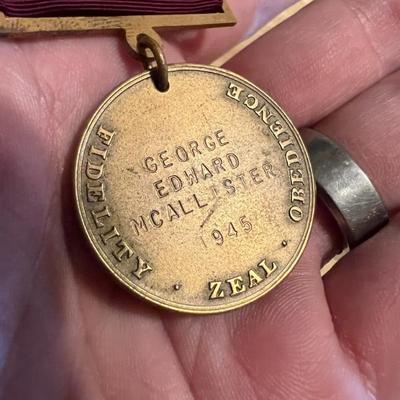 GEORGE
EDWARD
MCALLISTER
1945
FIDELITY · ZEAL · OBEDIENCE